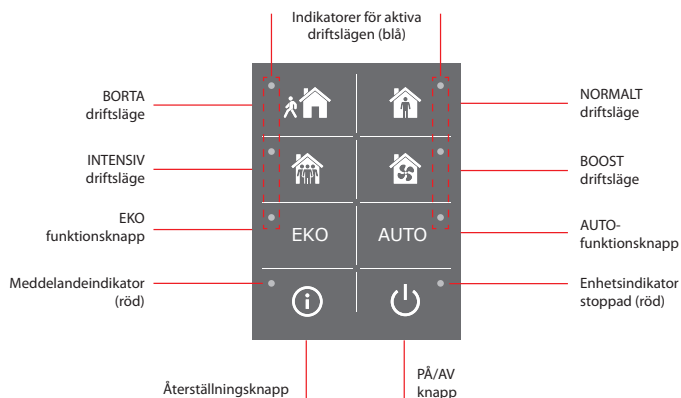 Indikatorer för aktiva
driftslägen (blå)
BORTA
driftsläge
NORMALT
driftsläge
INTENSIV
driftsläge
BOOST
driftsläge
EKO
funktionsknapp
EKO
AUTO
AUTO-
funktionsknapp
Meddelandeindikator
(röd)
Enhetsindikator
stoppad (röd)
Återställningsknapp
PÅ/AV
knapp